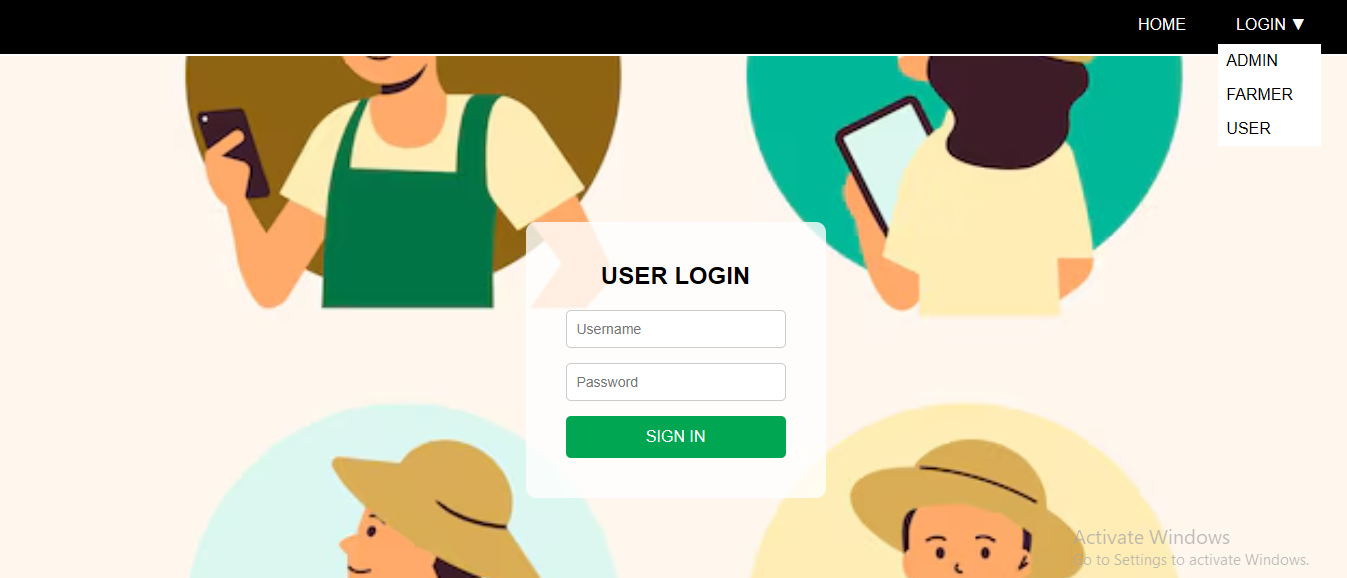 HOME LOGIN ▼
ADMIN
FARMER
USER
USER LOGIN
Username
Password
SIGN IN
Activate Windows
Go to Settings to activate Windows.